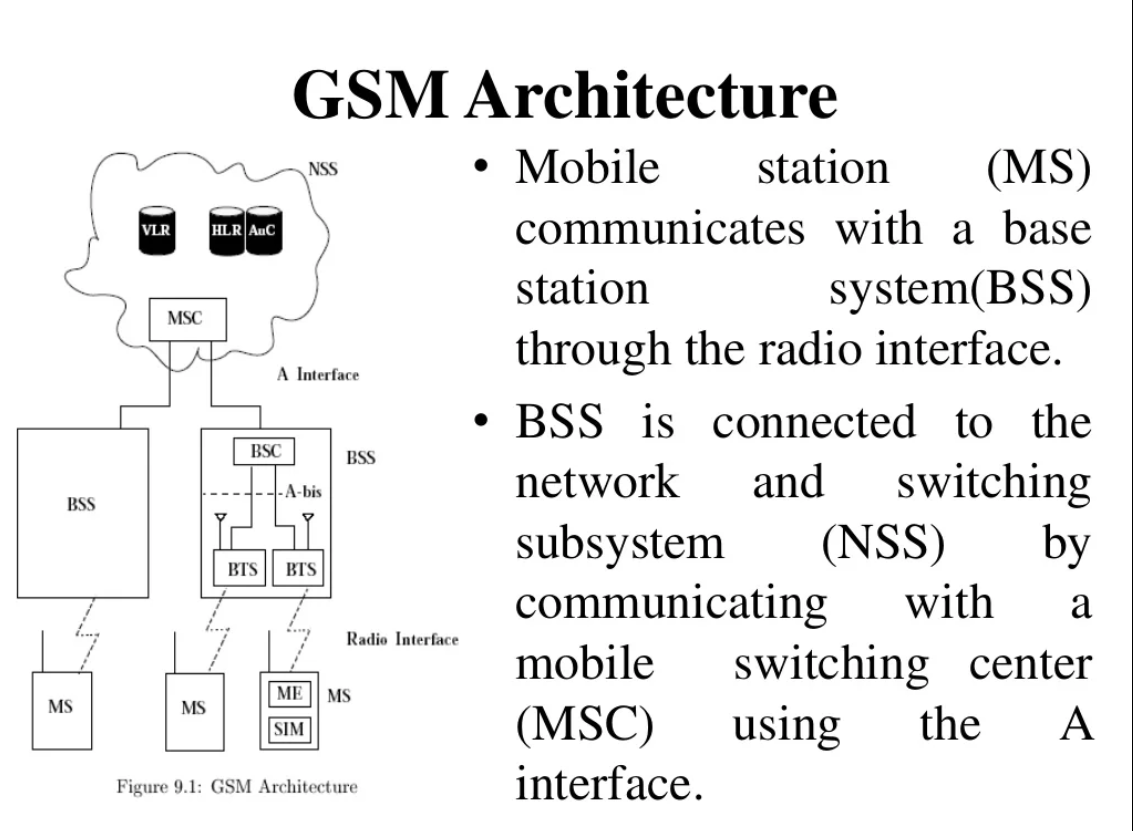 GSM Architecture
NSS
VLR
HLR
AuC
MSC
A Interface
BSS
BSC
BSS
A-bis
BTS
BTS
Radio Interface
MS
MS
ME
SIM
MS
Figure 9.1: GSM Architecture
• Mobile station (MS)
communicates with a base
station system(BSS)
through the radio interface.
• BSS is connected to the
network and switching
subsystem (NSS) by
communicating with a
mobile switching center
(MSC) using the A
interface.